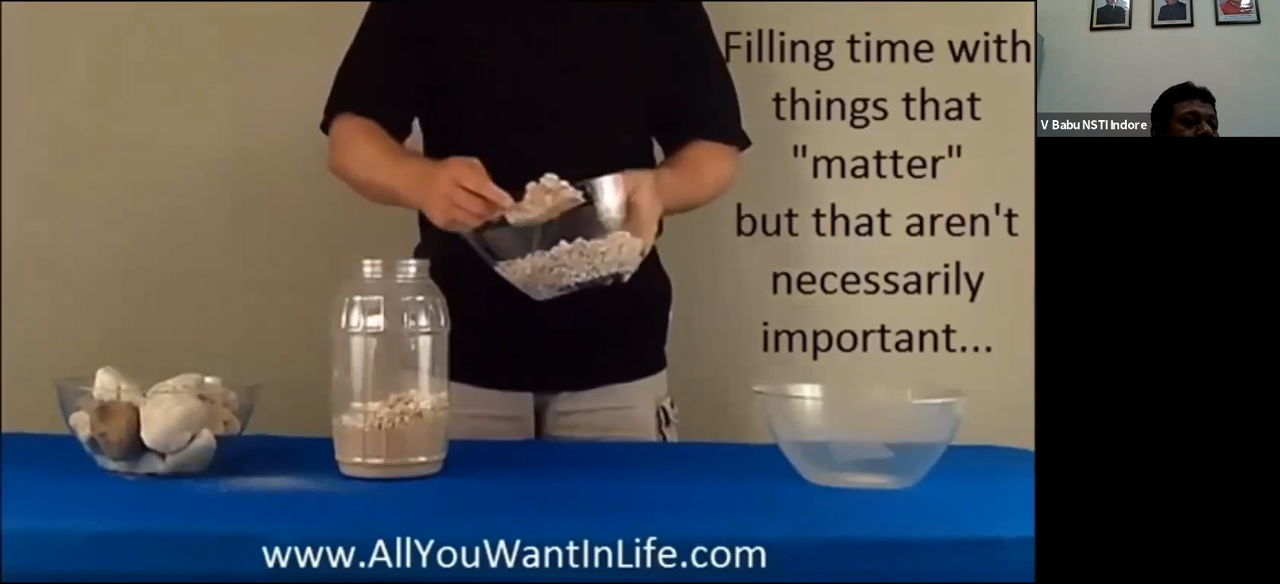 Filling time with
things that
"matter"
but that aren't
necessarily
important...
V Babu NSTI Indore
www.AllYouWantInLife.com